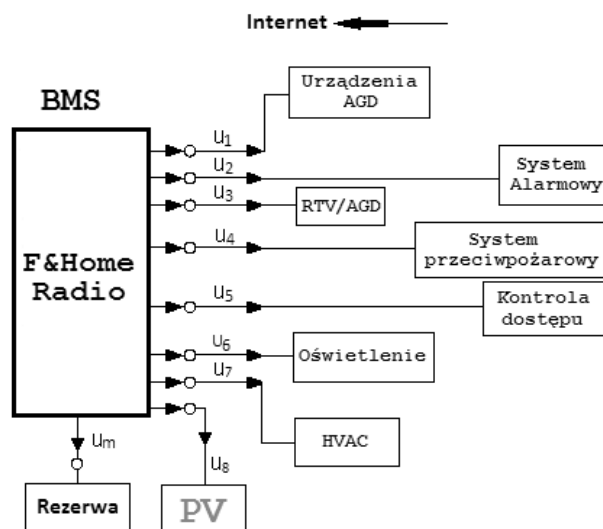 Internet
Urządzenia
AGD
BMS
u1
u2
System
Alarmowy
u3
RTV/AGD
u4
System
przeciwpożarowy
F&Home
Radio
u5
Kontrola
dostępu
u6
Oświetlenie
u7
HVAC
um
u8
Rezerwa
PV